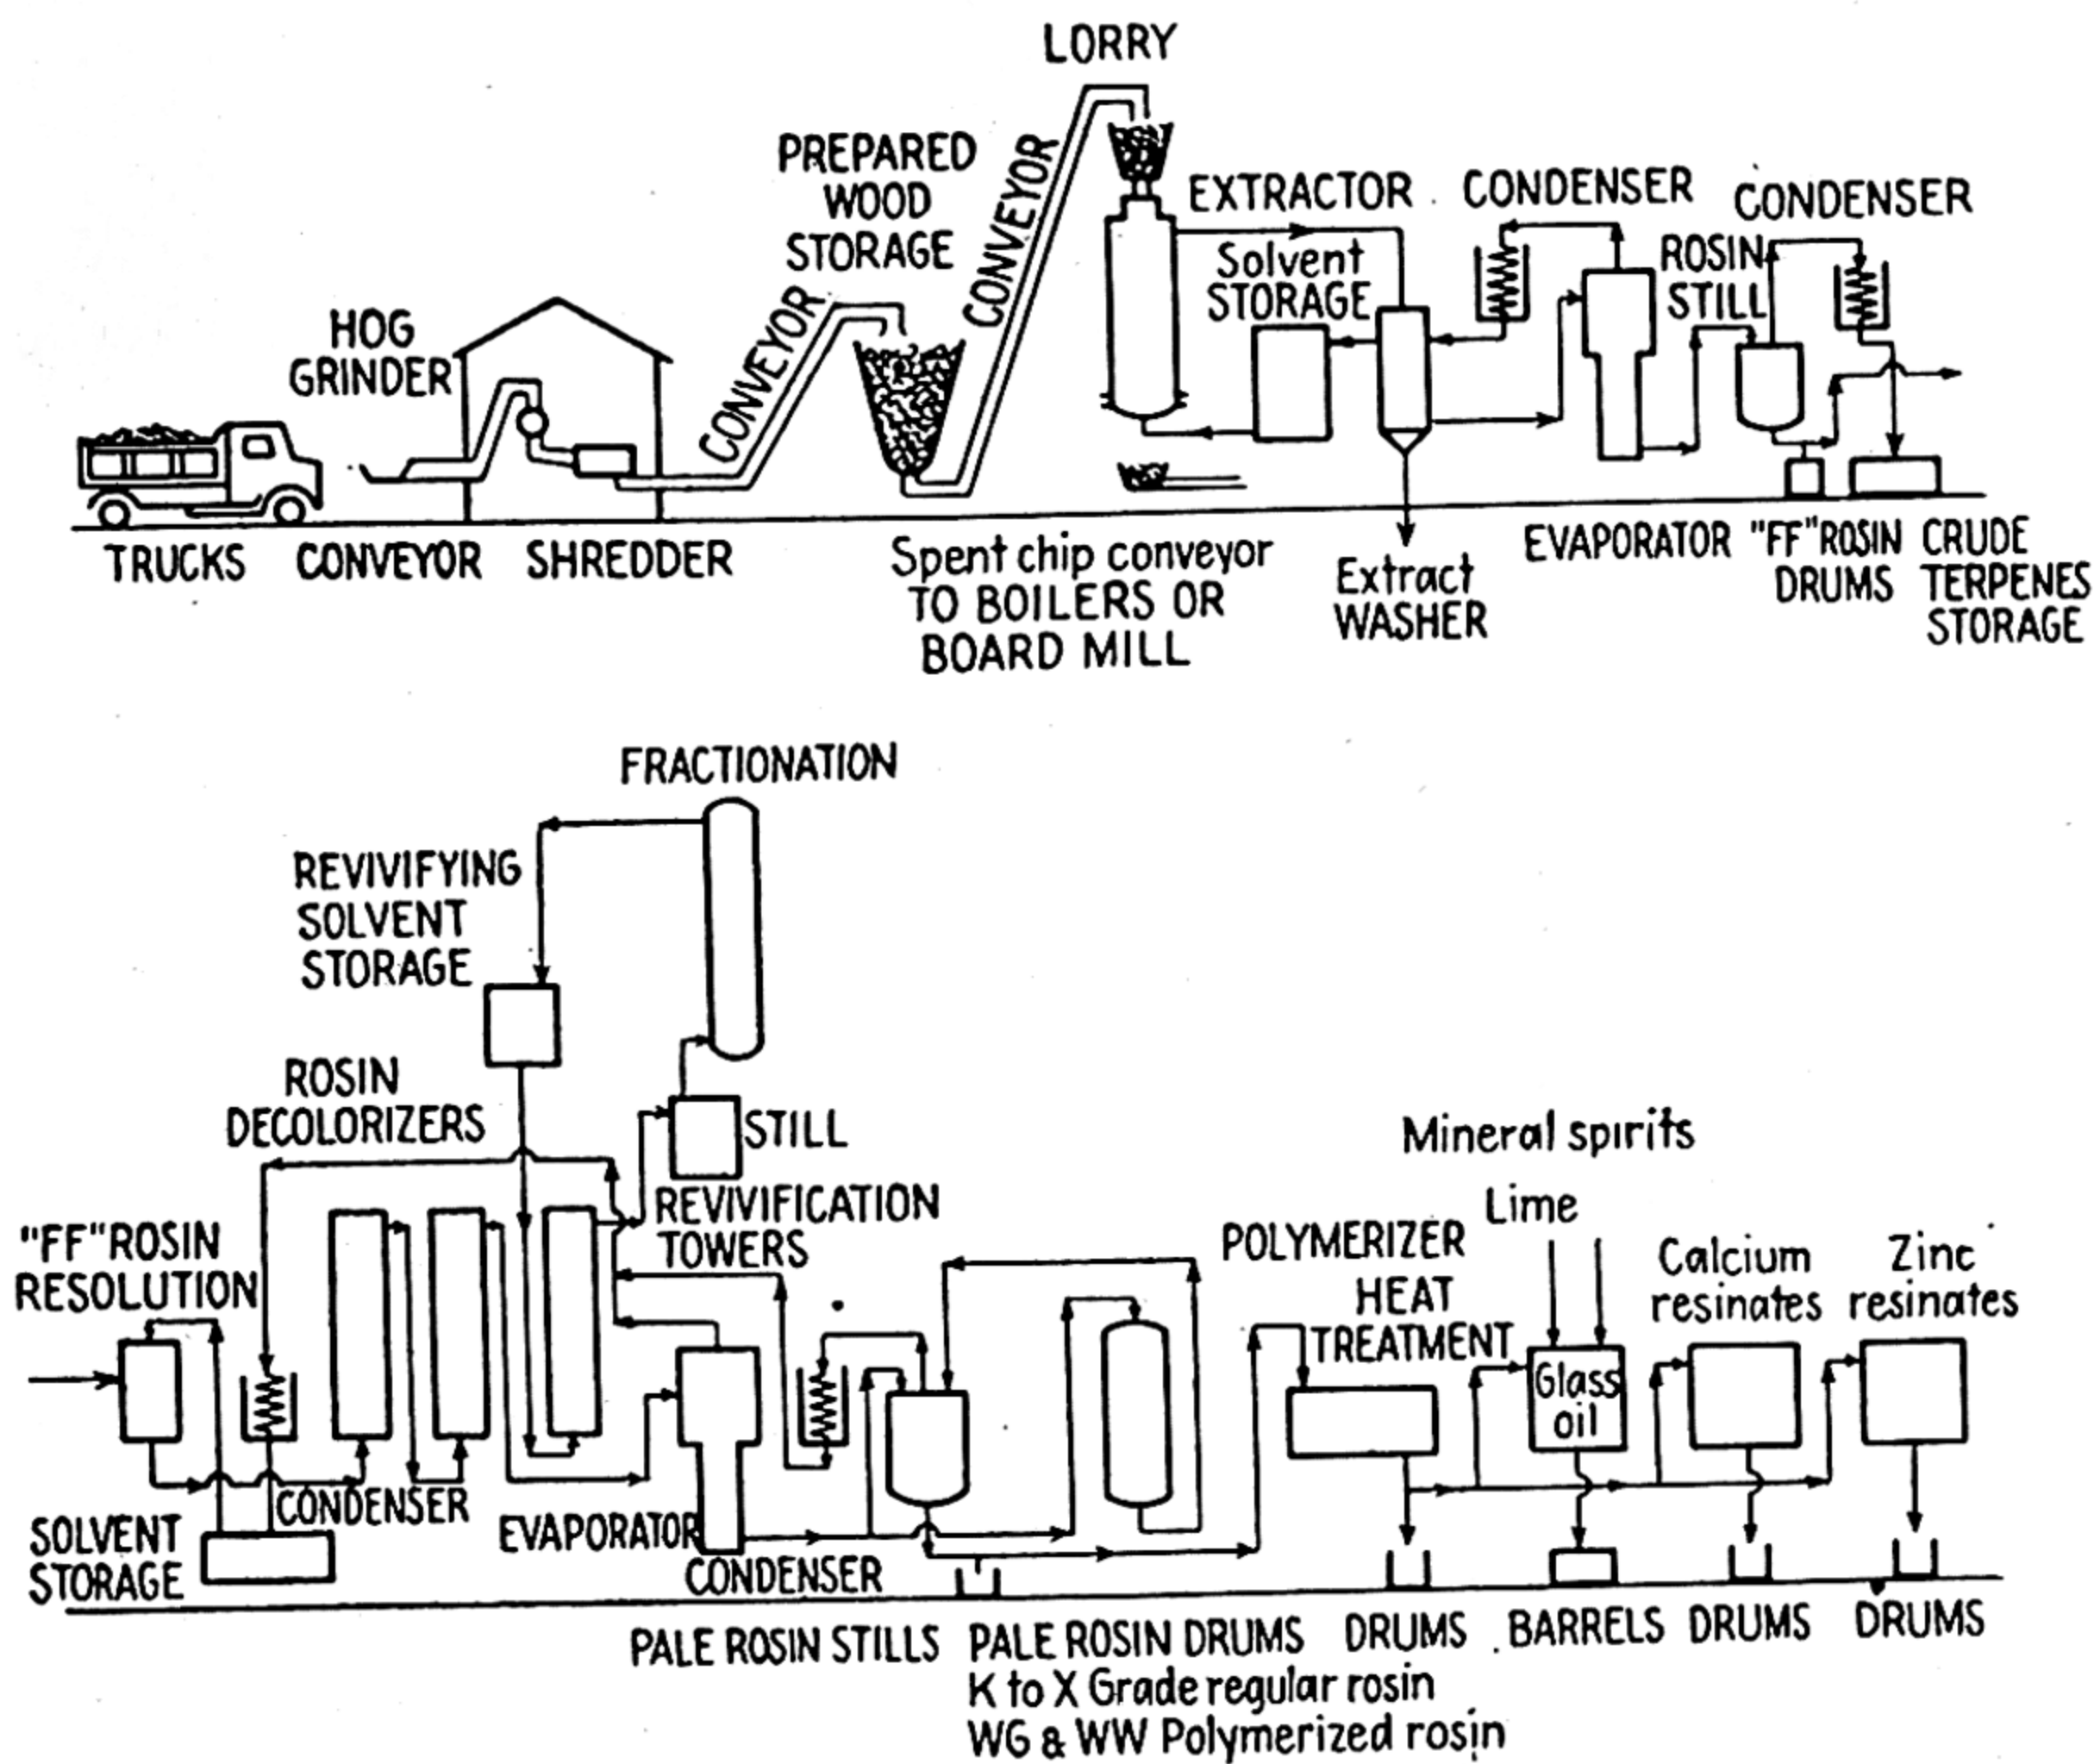 LORRY
PREPARED
WOOD
STORAGE
CONVEYOR
CONVEYOR
EXTRACTOR
CONDENSER
CONDENSER
Solvent
STORAGE
ROSIN
STILL
HOG
GRINDER
TRUCKS
CONVEYOR
SHREDDER
Spent chip conveyor
TO BOILERS OR
BOARD MILL
Extract
WASHER
EVAPORATOR
"FF" ROSIN
DRUMS
CRUDE
TERPENES
STORAGE
FRACTIONATION
REVIVIFYING
SOLVENT
STORAGE
ROSIN
DECOLORIZERS
STILL
REVIVIFICATION
TOWERS
"FF" ROSIN
RESOLUTION
POLYMERIZER
HEAT
TREATMENT
Mineral spirits
Lime
Glass
oil
Calcium
resinates
Zinc
resinates
SOLVENT
STORAGE
CONDENSER
EVAPORATOR
CONDENSER
PALE ROSIN STILLS
PALE ROSIN DRUMS
K to X Grade regular rosin
WG & WW Polymerized rosin
DRUMS
BARRELS
DRUMS
DRUMS